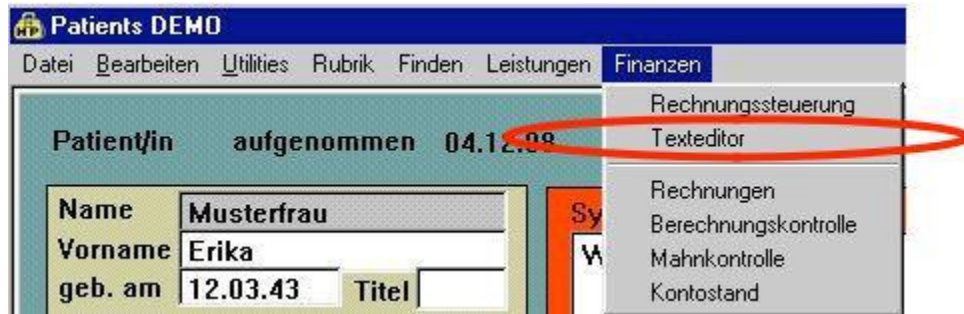 Patients DEMO
Datei Bearbeiten Utilities Rubrik Finden Leistungen Finanzen
Rechnungssteuerung
Texteditor
Rechnungen
Berechnungskontrolle
Mahnkontrolle
Kontostand
Patient/in aufgenommen 04.12.98
Name Musterfrau
Vorname Erika
geb. am 12.03.43 Titel
Sy
W